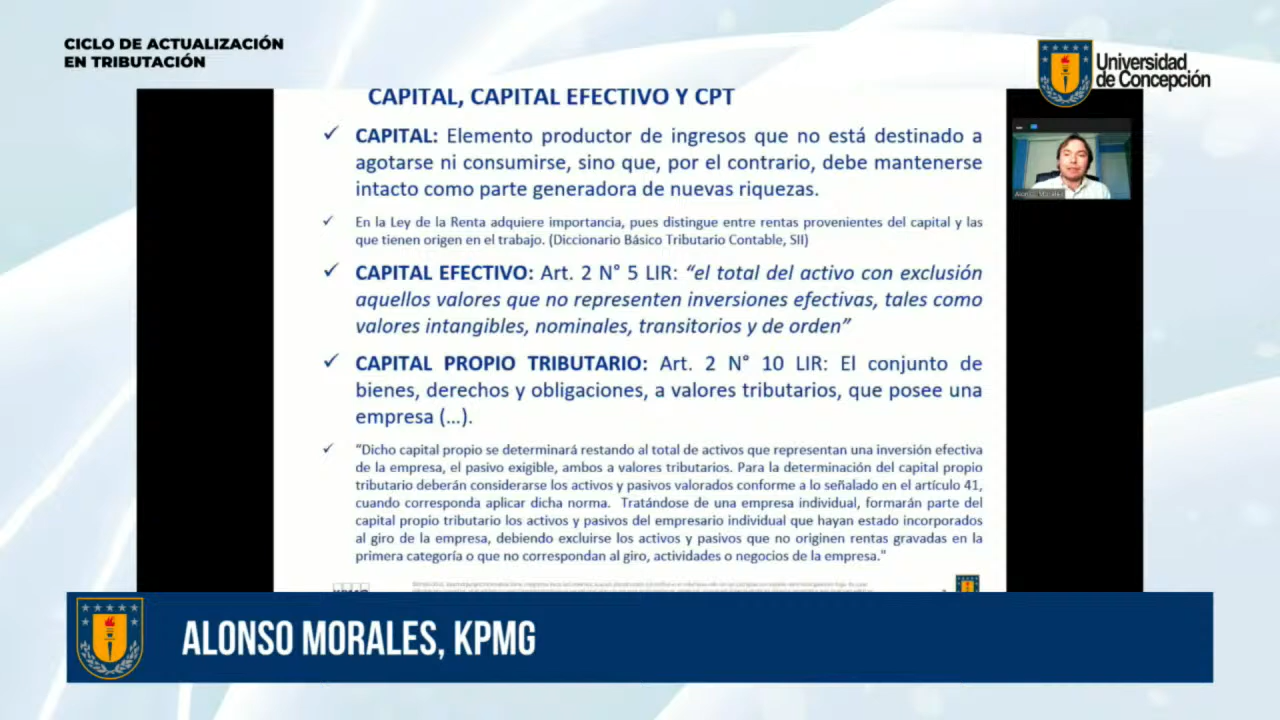 CICLO DE ACTUALIZACIÓN
EN TRIBUTACIÓN
Universidad
de Concepción
CAPITAL, CAPITAL EFECTIVO Y CPT
✓ CAPITAL: Elemento productor de ingresos que no está destinado a
agotarse ni consumirse, sino que, por el contrario, debe mantenerse
intacto como parte generadora de nuevas riquezas.
✓ En la Ley de la Renta adquiere importancia, pues distingue entre rentas provenientes del capital y las
que tienen origen en el trabajo. (Diccionario Básico Tributario Contable, SII)
✓ CAPITAL EFECTIVO: Art. 2 N° 5 LIR: “el total del activo con exclusión
aquellos valores que no representen inversiones efectivas, tales como
valores intangibles, nominales, transitorios y de orden”
✓ CAPITAL PROPIO TRIBUTARIO: Art. 2 N° 10 LIR: El conjunto de
bienes, derechos y obligaciones, a valores tributarios, que posee una
empresa (...).
✓ “Dicho capital propio se determinará restando al total de activos que representan una inversión efectiva
de la empresa, el pasivo exigible, ambos a valores tributarios. Para la determinación del capital propio
tributario deberán considerarse los activos y pasivos valorados conforme a lo señalado en el artículo 41,
cuando corresponda aplicar dicha norma. Tratándose de una empresa individual, formarán parte del
capital propio tributario los activos y pasivos del empresario individual que hayan estado incorporados
al giro de la empresa, debiendo excluirse los activos y pasivos que no originen rentas gravadas en la
primera categoría o que no correspondan al giro, actividades o negocios de la empresa."
Alonso Morales
ALONSO MORALES, KPMG